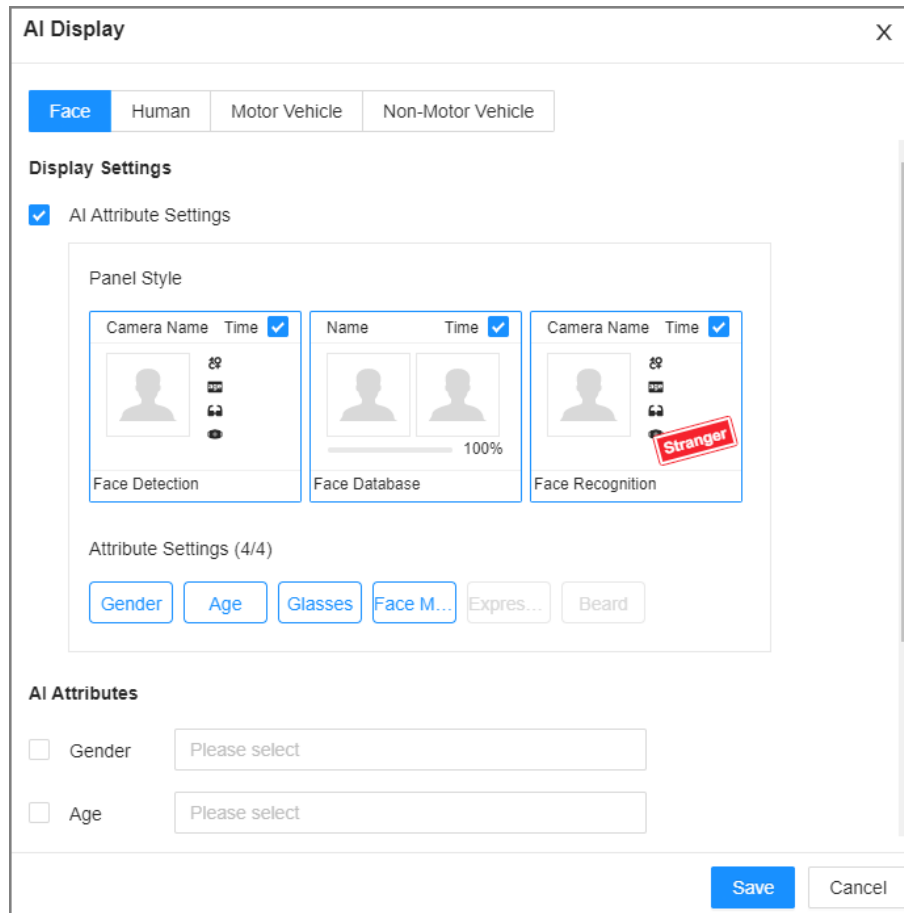 AI Display
X
Face Human Motor Vehicle Non-Motor Vehicle
Display Settings
AI Attribute Settings
Panel Style
Camera Name Time Name Time Camera Name Time
100%
Stranger
Face Detection Face Database Face Recognition
Attribute Settings (4/4)
Gender Age Glasses Face M... Expres... Beard
AI Attributes
Gender Please select
Age Please select
Save Cancel